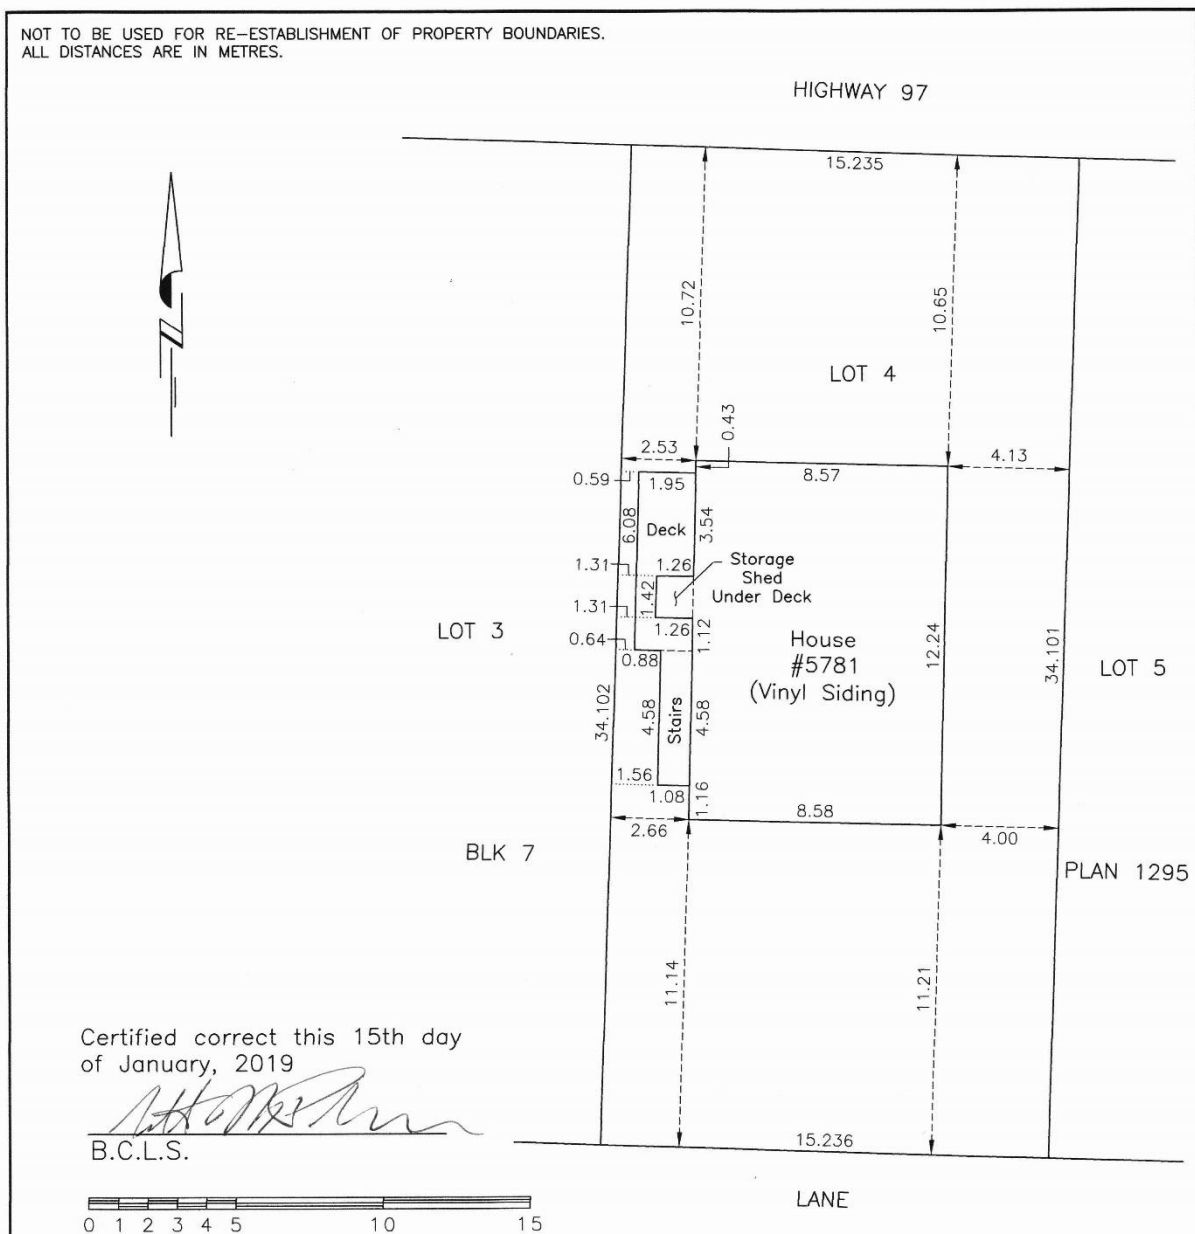 NOT TO BE USED FOR RE-ESTABLISHMENT OF PROPERTY BOUNDARIES.
ALL DISTANCES ARE IN METRES.
HIGHWAY 97
15.235
10.72
10.65
LOT 4
0.43
2.53
4.13
0.59
1.95
8.57
6.08
Deck
3.54
1.31
1.26
Storage
Shed
Under Deck
1.42
1.31
1.26
1.12
LOT 3
0.64
0.88
House
#5781
(Vinyl Siding)
12.24
34.101
LOT 5
34.102
4.58
Stairs
4.58
1.56
1.08
1.16
8.58
2.66
4.00
BLK 7
PLAN 1295
11.14
11.21
Certified correct this 15th day
of January, 2019
B.C.L.S.
15.236
LANE
0 1 2 3 4 5 10 15